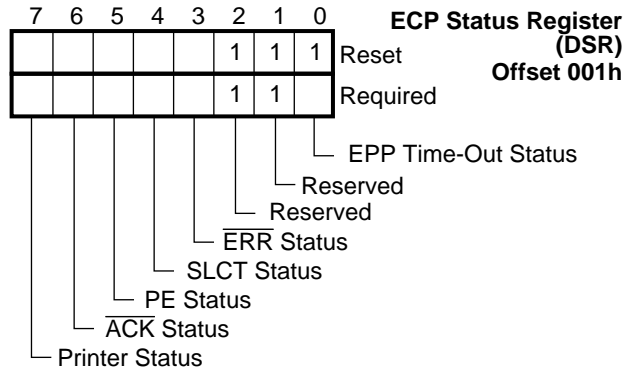 7 6 5 4 3 2 1 0
ECP Status Register
(DSR)
Offset 001h
1 1 1 Reset
1 1 Required
EPP Time-Out Status
Reserved
Reserved
ERR Status
SLCT Status
PE Status
ACK Status
Printer Status